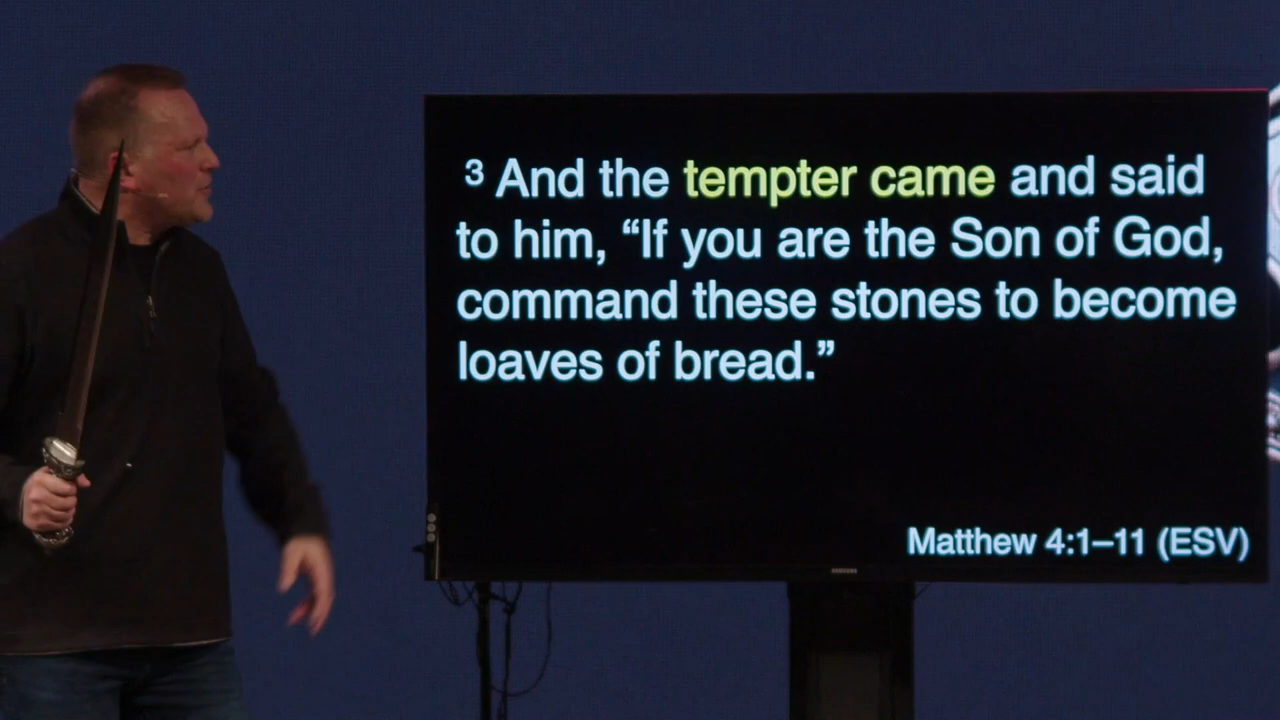 3 And the tempter came and said
to him, “If you are the Son of God,
command these stones to become
loaves of bread.”
Matthew 4:1–11 (ESV)
SAMSUNG